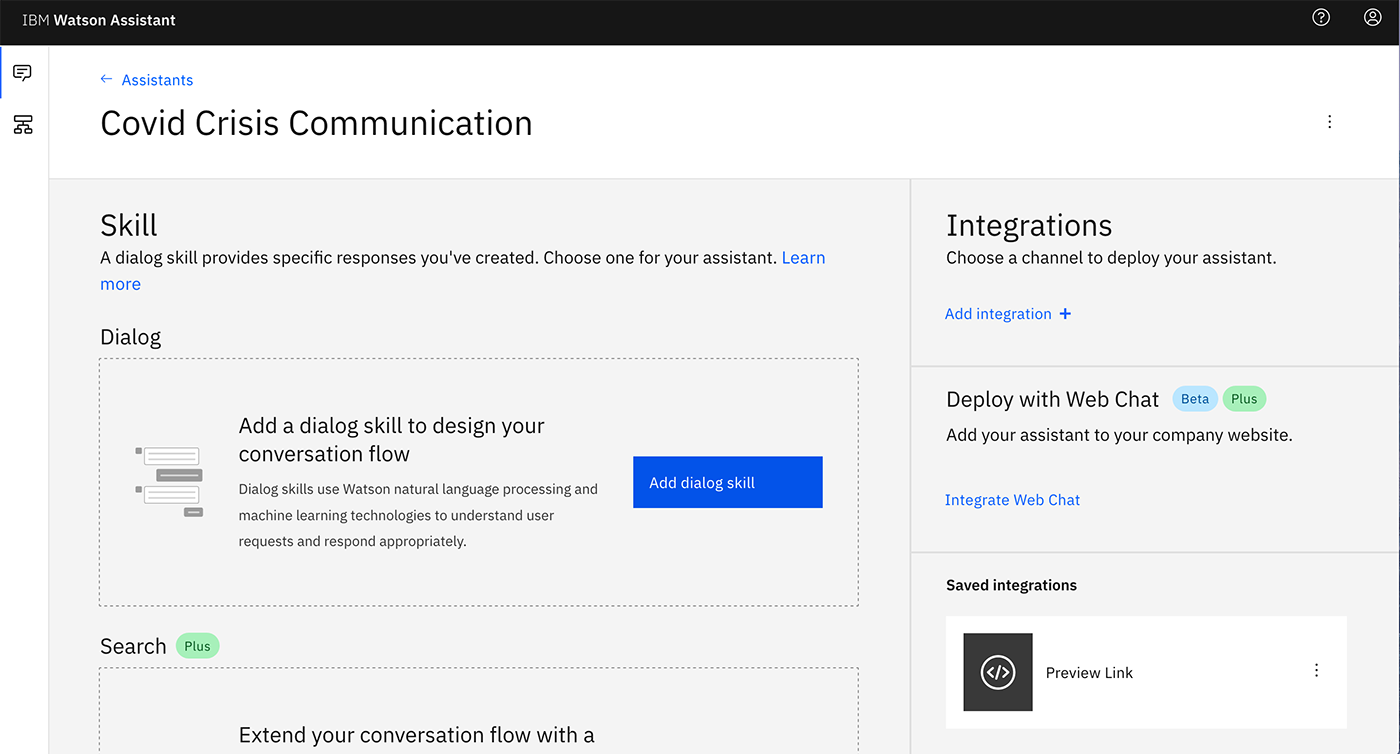 IBM Watson Assistant
← Assistants
Covid Crisis Communication
Skill
A dialog skill provides specific responses you've created. Choose one for your assistant. Learn
more
Dialog
Add a dialog skill to design your
conversation flow
Dialog skills use Watson natural language processing and
machine learning technologies to understand user
requests and respond appropriately.
Add dialog skill
Search Plus
Extend your conversation flow with a
Integrations
Choose a channel to deploy your assistant.
Add integration +
Deploy with Web Chat Beta Plus
Add your assistant to your company website.
Integrate Web Chat
Saved integrations
Preview Link